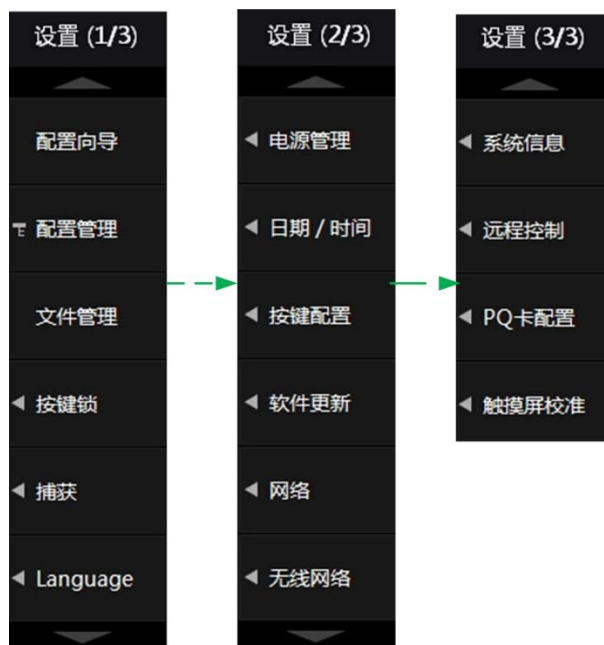 设置 (1/3)
配置向导
配置管理
文件管理
按键锁
捕获
Language
设置 (2/3)
电源管理
日期 / 时间
按键配置
软件更新
网络
无线网络
设置 (3/3)
系统信息
远程控制
PQ卡配置
触摸屏校准